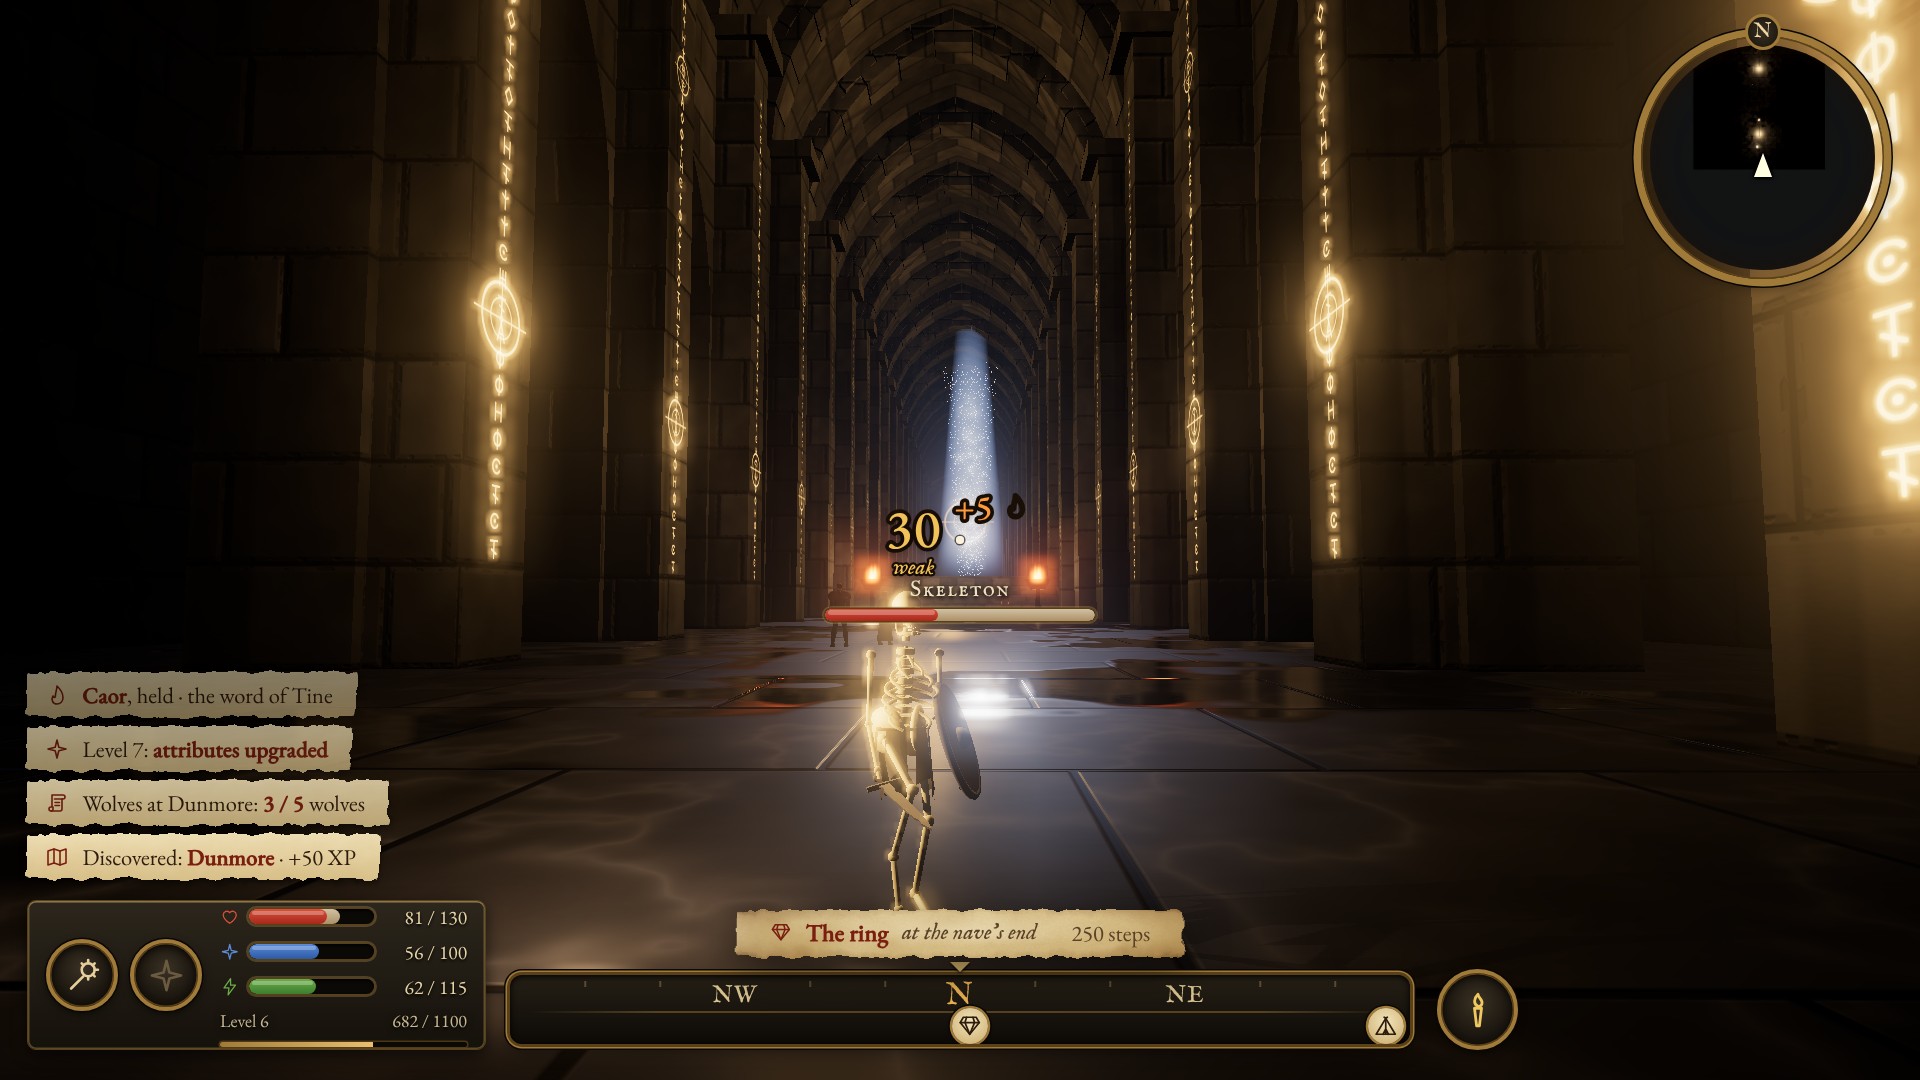 N
30
+5
weak
Skeleton
Caor, held · the word of Tine
Level 7: attributes upgraded
Wolves at Dunmore: 3 / 5 wolves
Discovered: Dunmore · +50 XP
81 / 130
56 / 100
62 / 115
Level 6
682 / 1100
The ring at the nave's end 250 steps
NW
N
NE